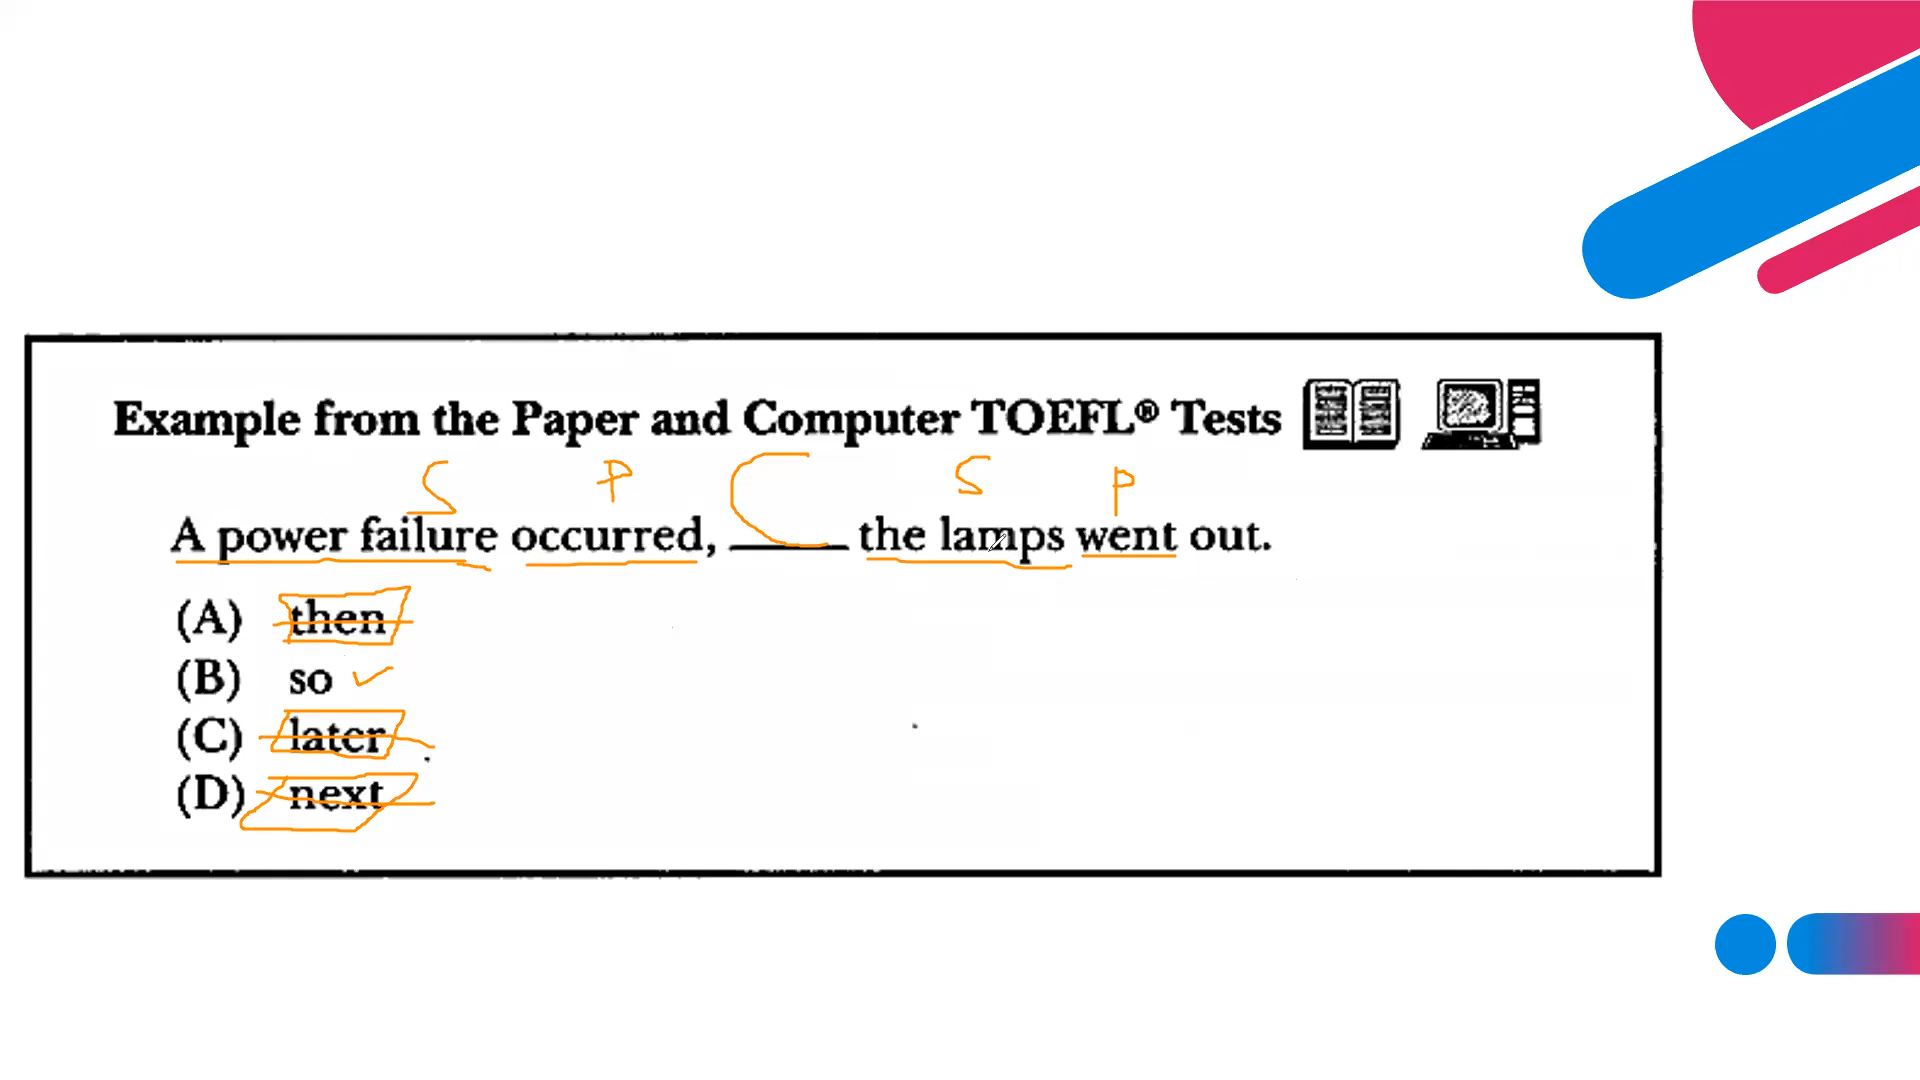 Example from the Paper and Computer TOEFL® Tests
S P C S P
A power failure occurred, ____ the lamps went out.
(A) then
(B) so ✓
(C) later
(D) next